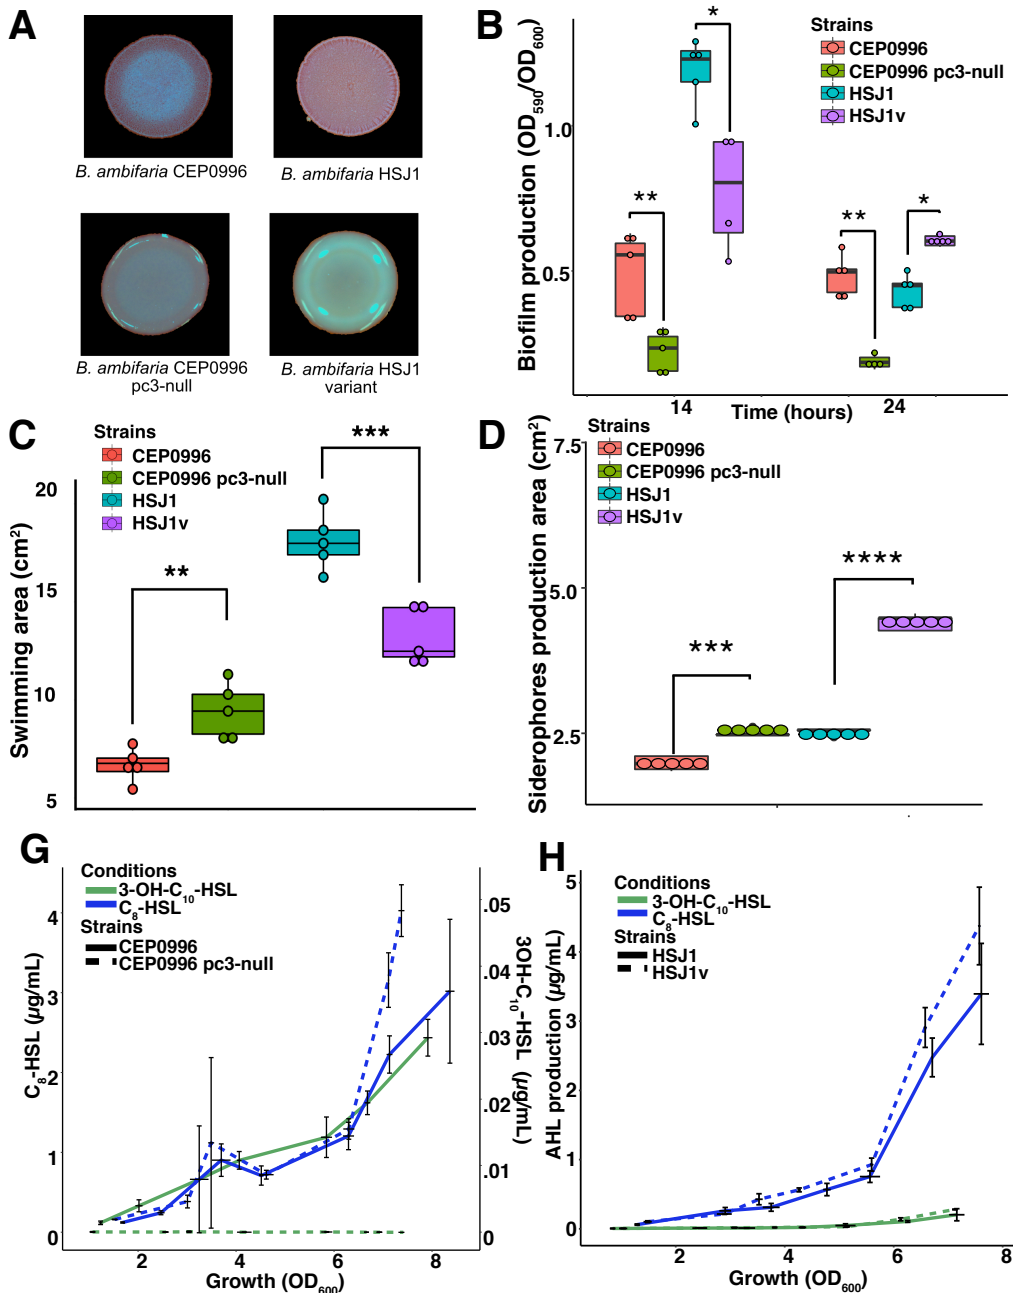 A
B. ambifaria CEP0996
B. ambifaria HSJ1
B. ambifaria CEP0996
pc3-null
B. ambifaria HSJ1
variant
B
Biofilm production (OD590/OD600)
1.0
0.5
*
**
**
*
Strains
CEP0996
CEP0996 pc3-null
HSJ1
HSJ1v
14
24
Time (hours)
C
Strains
CEP0996
CEP0996 pc3-null
HSJ1
HSJ1v
Swimming area (cm2)
20
15
10
5
**
***
D
Strains
CEP0996
CEP0996 pc3-null
HSJ1
HSJ1v
Siderophores production area (cm2)
7.5
5.0
2.5
***
****
G
Conditions
3-OH-C10-HSL
C8-HSL
Strains
CEP0996
CEP0996 pc3-null
C8-HSL (µg/mL)
4
3
2
1
0
3OH-C10-HSL (µg/mL)
.05
.04
.03
.02
.01
0
2
4
6
8
Growth (OD600)
H
Conditions
3-OH-C10-HSL
C8-HSL
Strains
HSJ1
HSJ1v
AHL production (µg/mL)
5
4
3
2
1
0
2
4
6
8
Growth (OD600)